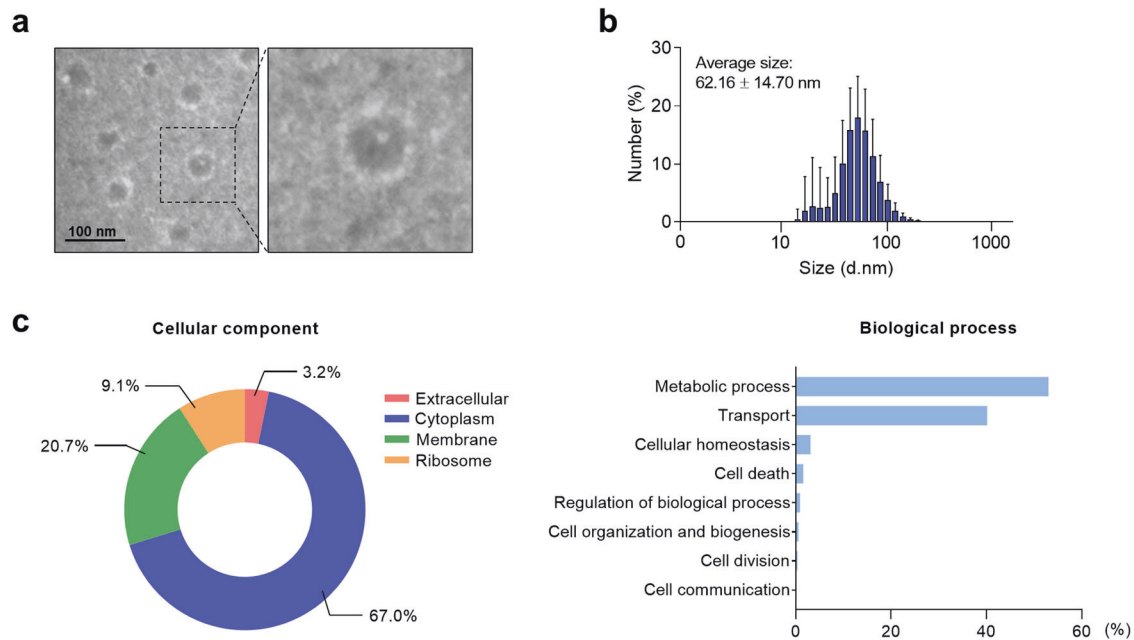 a
100 nm
b
Average size:
62.16 ± 14.70 nm
Number (%)
30
20
10
0
0
10
100
1000
Size (d.nm)
c
Cellular component
3.2%
9.1%
20.7%
67.0%
Extracellular
Cytoplasm
Membrane
Ribosome
Biological process
Metabolic process
Transport
Cellular homeostasis
Cell death
Regulation of biological process
Cell organization and biogenesis
Cell division
Cell communication
0
20
40
60
(%)